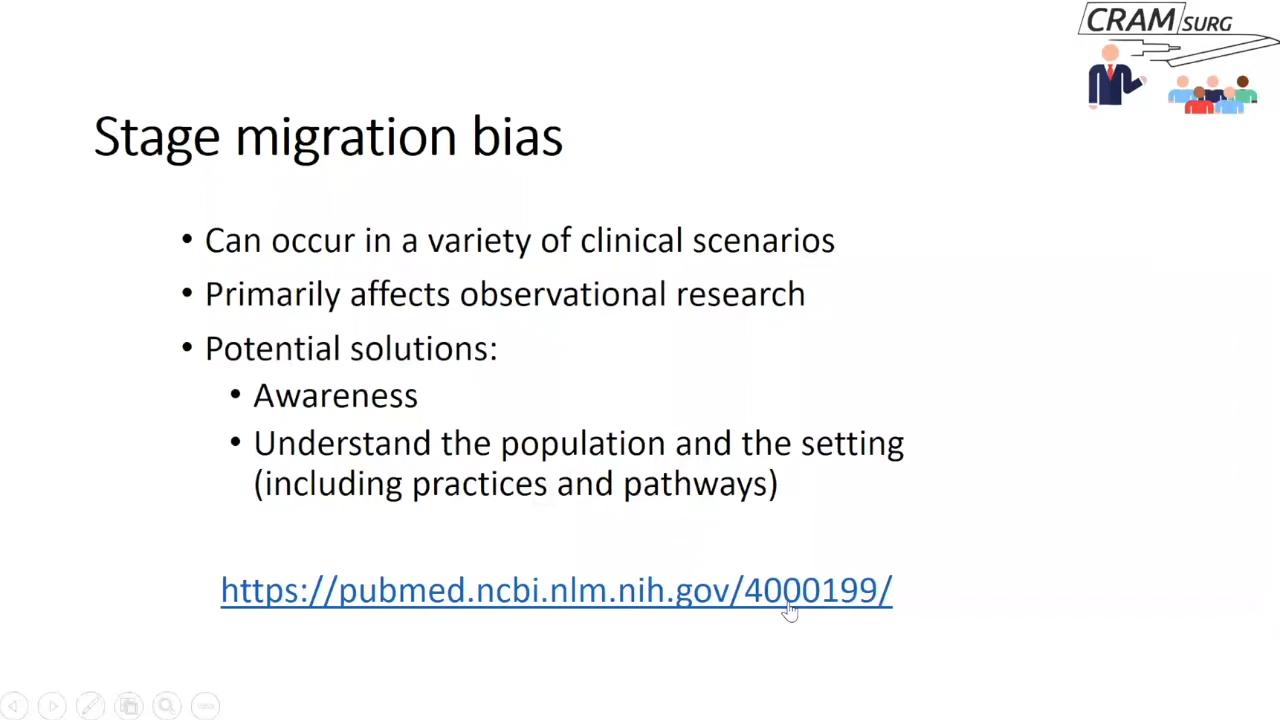 CRAM SURG
Stage migration bias
• Can occur in a variety of clinical scenarios
• Primarily affects observational research
• Potential solutions:
• Awareness
• Understand the population and the setting
(including practices and pathways)
https://pubmed.ncbi.nlm.nih.gov/4000199/